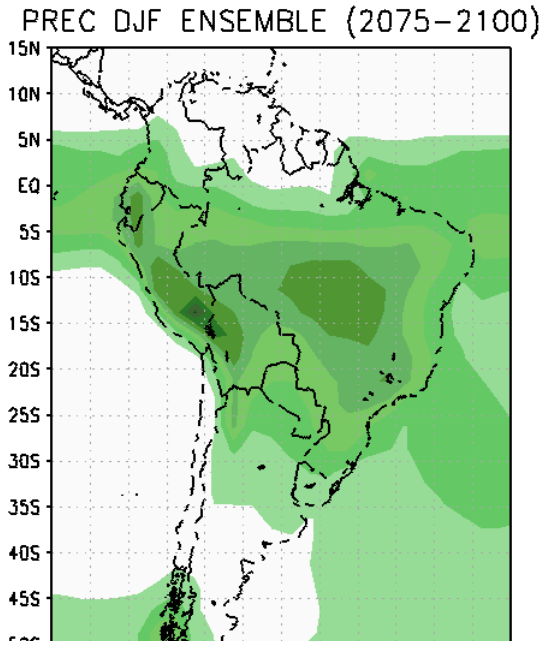 PREC DJF ENSEMBLE (2075-2100)
15N
10N
5N
EQ
5S
10S
15S
20S
25S
30S
35S
40S
45S